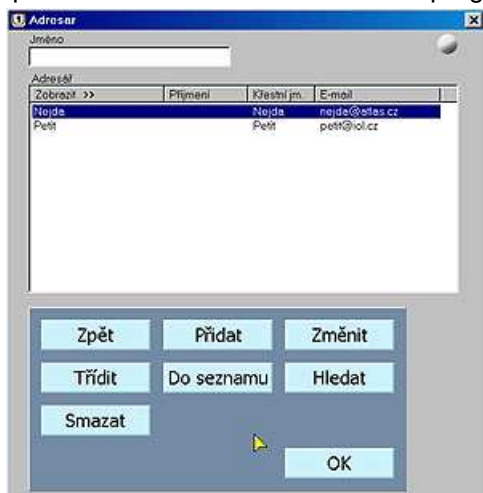 Adresar
Jméno
Adresář
Zobrazit >> Příjmení Křestní jm. E-mail
Nejda Nejda nejda@atlas.cz
Petit Petit petit@iol.cz
Zpět Přidat Změnit
Třídit Do seznamu Hledat
Smazat
OK